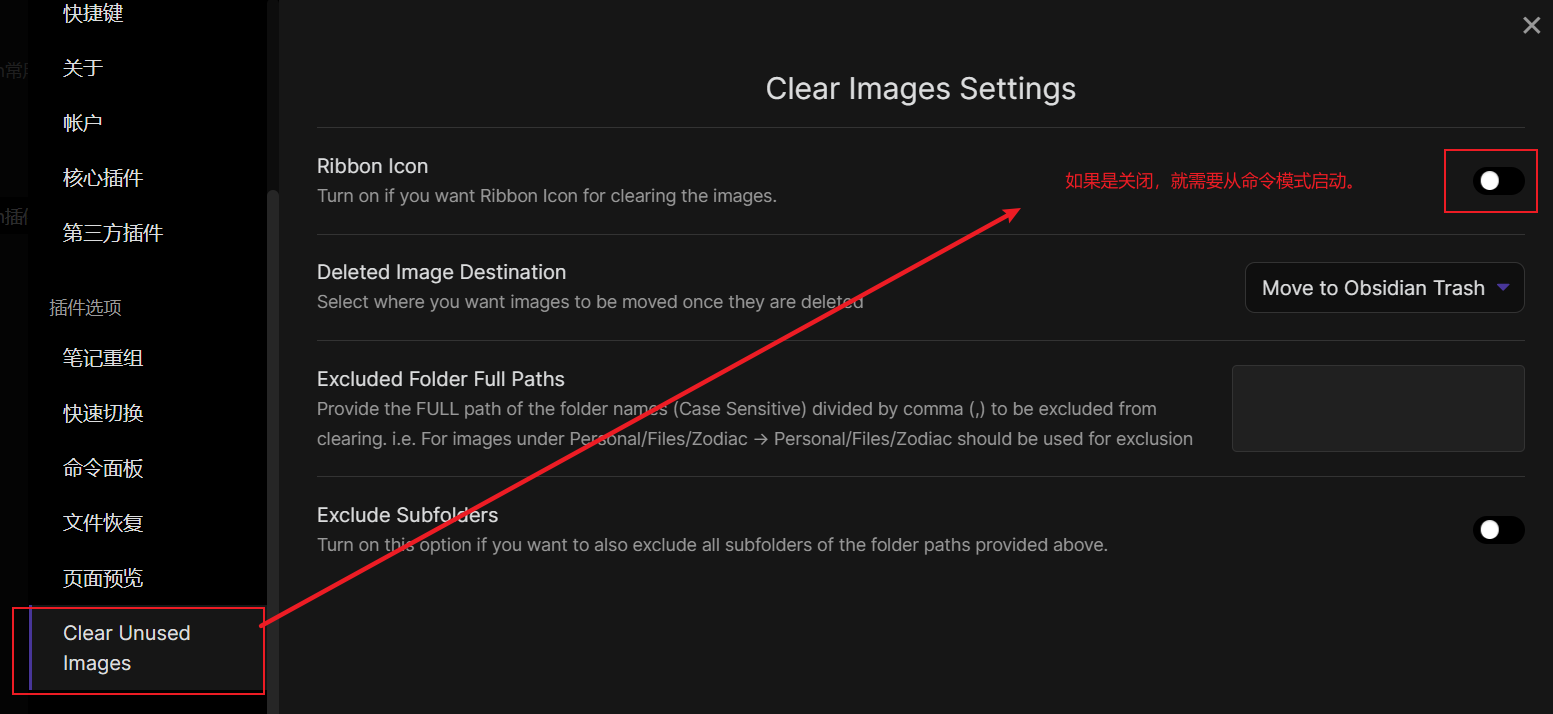 快捷键
关于
帐户
核心插件
第三方插件
插件选项
笔记重组
快速切换
命令面板
文件恢复
页面预览
Clear Unused
Images
Clear Images Settings
Ribbon Icon
Turn on if you want Ribbon Icon for clearing the images.
如果是关闭，就需要从命令模式启动。
Deleted Image Destination
Select where you want images to be moved once they are deleted
Move to Obsidian Trash
Excluded Folder Full Paths
Provide the FULL path of the folder names (Case Sensitive) divided by comma (,) to be excluded from
clearing. i.e. For images under Personal/Files/Zodiac → Personal/Files/Zodiac should be used for exclusion
Exclude Subfolders
Turn on this option if you want to also exclude all subfolders of the folder paths provided above.